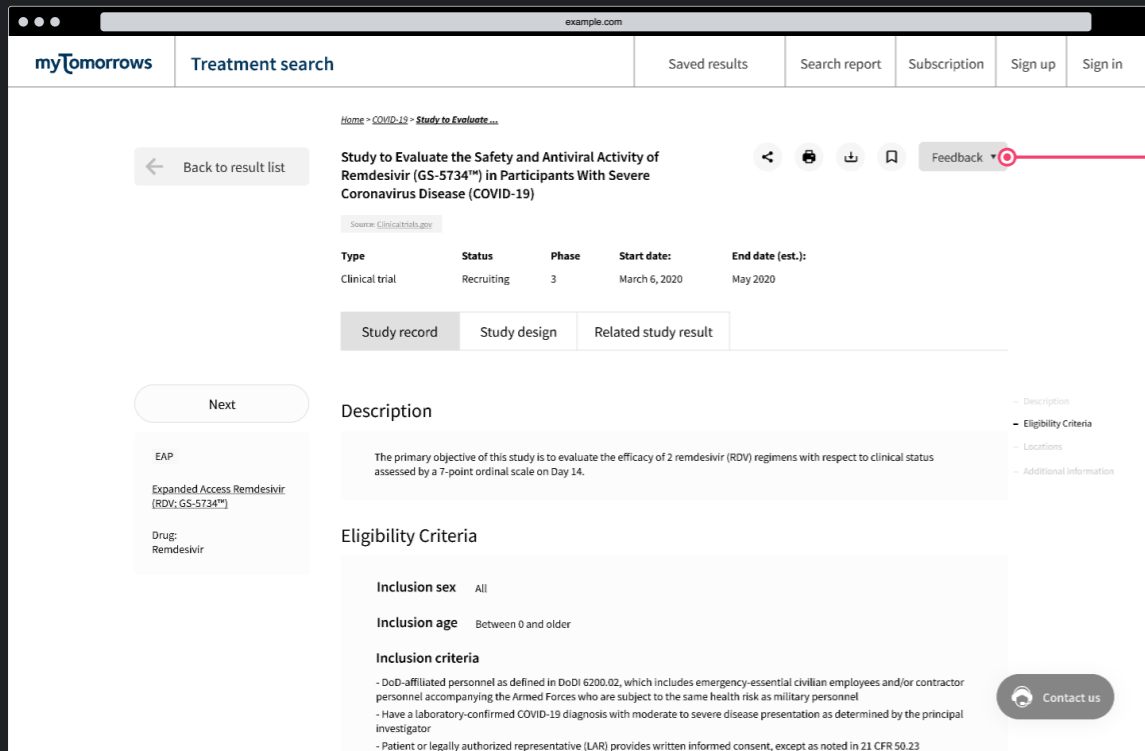 example.com
myTomorrows
Treatment search
Saved results
Search report
Subscription
Sign up
Sign in
Home > COVID-19 > Study to Evaluate ...
Back to result list
Study to Evaluate the Safety and Antiviral Activity of
Remdesivir (GS-5734™) in Participants With Severe
Coronavirus Disease (COVID-19)
Feedback
Source: Clinicaltrials.gov
Type Status Phase Start date: End date (est.):
Clinical trial Recruiting 3 March 6, 2020 May 2020
Study record
Study design
Related study result
Next
EAP
Expanded Access Remdesivir
(RDV; GS-5734™)
Drug:
Remdesivir
Description
The primary objective of this study is to evaluate the efficacy of 2 remdesivir (RDV) regimens with respect to clinical status
assessed by a 7-point ordinal scale on Day 14.
– Description
– Eligibility Criteria
– Locations
– Additional information
Eligibility Criteria
Inclusion sex All
Inclusion age Between 0 and older
Inclusion criteria
- DoD-affiliated personnel as defined in DoDI 6200.02, which includes emergency-essential civilian employees and/or contractor
personnel accompanying the Armed Forces who are subject to the same health risk as military personnel
- Have a laboratory-confirmed COVID-19 diagnosis with moderate to severe disease presentation as determined by the principal
investigator
- Patient or legally authorized representative (LAR) provides written informed consent, except as noted in 21 CFR 50.23
Contact us